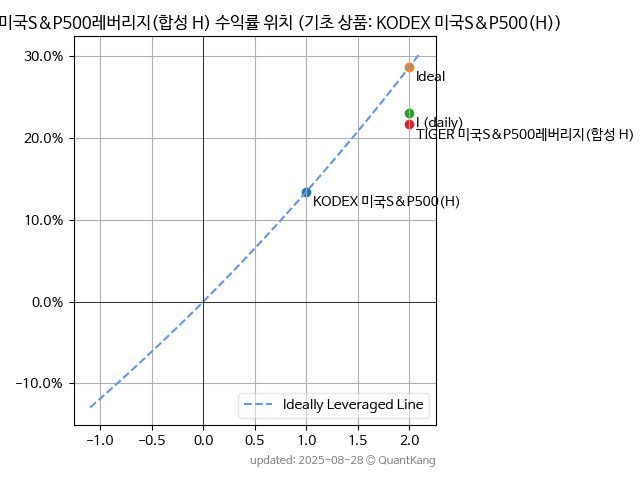 미국S&P500레버리지(합성 H) 수익률 위치 (기초 상품: KODEX 미국S&P500(H))
30.0%
20.0%
10.0%
0.0%
−10.0%
Ideal
I (daily)
TIGER 미국S&P500레버리지(합성 H)
KODEX 미국S&P500(H)
Ideally Leveraged Line
−1.0 −0.5 0.0 0.5 1.0 1.5 2.0
updated: 2025-08-28 © QuantKang